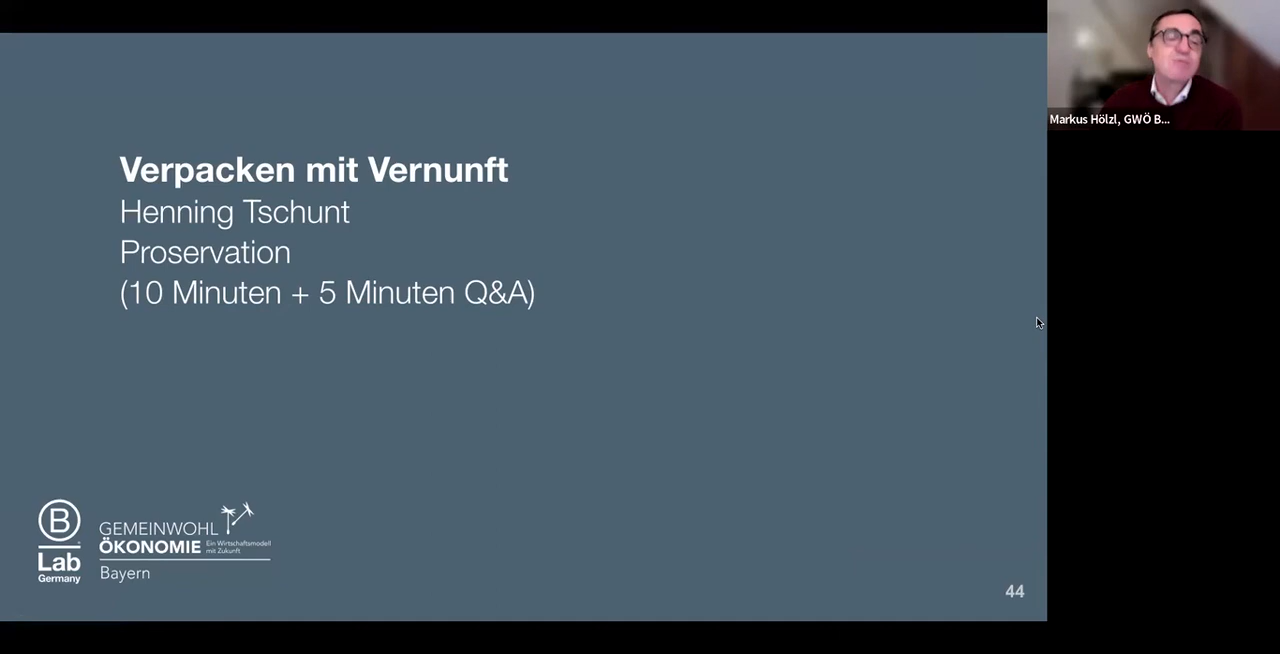 Verpacken mit Vernunft
Henning Tschunt
Proservation
(10 Minuten + 5 Minuten Q&A)
Markus Hölzl, GWÖ B...
B
Lab
Germany
GEMEINWOHL
ÖKONOMIE
Ein Wirtschaftsmodell
mit Zukunft
Bayern
44